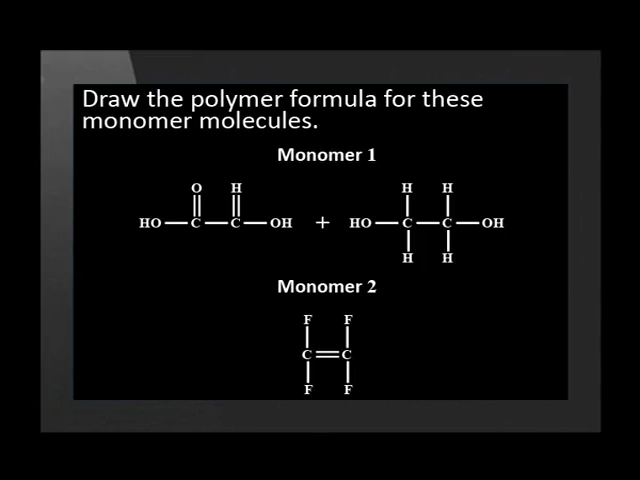 Draw the polymer formula for these
monomer molecules.
Monomer 1
O H H H
HO C C OH + HO C C OH
H H
Monomer 2
F F
C C
F F